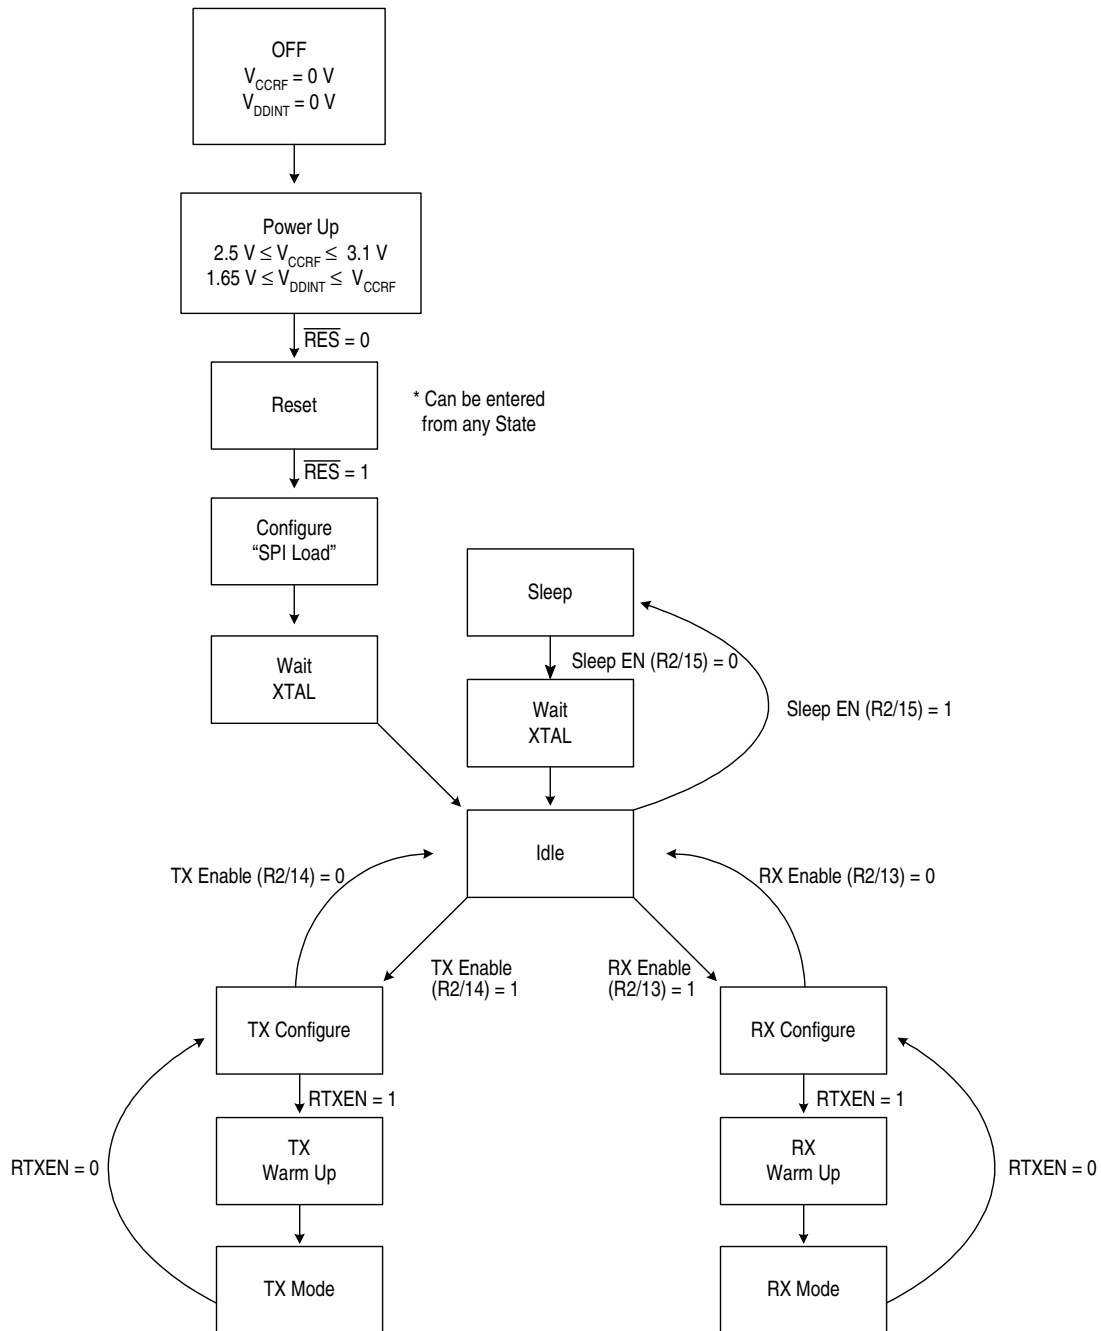 OFF
V_CCRF = 0 V
V_DDINT = 0 V
Power Up
2.5 V ≤ V_CCRF ≤ 3.1 V
1.65 V ≤ V_DDINT ≤ V_CCRF
R̅E̅S̅ = 0
Reset
* Can be entered
from any State
R̅E̅S̅ = 1
Configure
“SPI Load”
Wait
XTAL
Sleep
Sleep EN (R2/15) = 0
Wait
XTAL
Sleep EN (R2/15) = 1
Idle
TX Enable (R2/14) = 0
RX Enable (R2/13) = 0
TX Enable
(R2/14) = 1
RX Enable
(R2/13) = 1
TX Configure
RX Configure
RTXEN = 1
RTXEN = 1
TX
Warm Up
RX
Warm Up
RTXEN = 0
RTXEN = 0
TX Mode
RX Mode